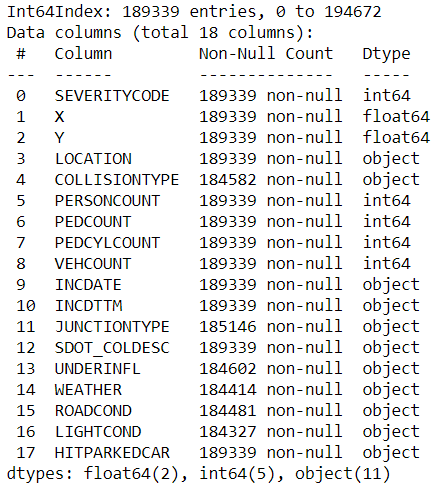 Int64Index: 189339 entries, 0 to 194672
Data columns (total 18 columns):
 #   Column         Non-Null Count   Dtype
---  ------         --------------   -----
 0   SEVERITYCODE   189339 non-null  int64
 1   X              189339 non-null  float64
 2   Y              189339 non-null  float64
 3   LOCATION       189339 non-null  object
 4   COLLISIONTYPE  184582 non-null  object
 5   PERSONCOUNT    189339 non-null  int64
 6   PEDCOUNT       189339 non-null  int64
 7   PEDCYLCOUNT    189339 non-null  int64
 8   VEHCOUNT       189339 non-null  int64
 9   INCDATE        189339 non-null  object
 10  INCDTTM        189339 non-null  object
 11  JUNCTIONTYPE   185146 non-null  object
 12  SDOT_COLDESC   189339 non-null  object
 13  UNDERINFL      184602 non-null  object
 14  WEATHER        184414 non-null  object
 15  ROADCOND       184481 non-null  object
 16  LIGHTCOND      184327 non-null  object
 17  HITPARKEDCAR   189339 non-null  object
dtypes: float64(2), int64(5), object(11)